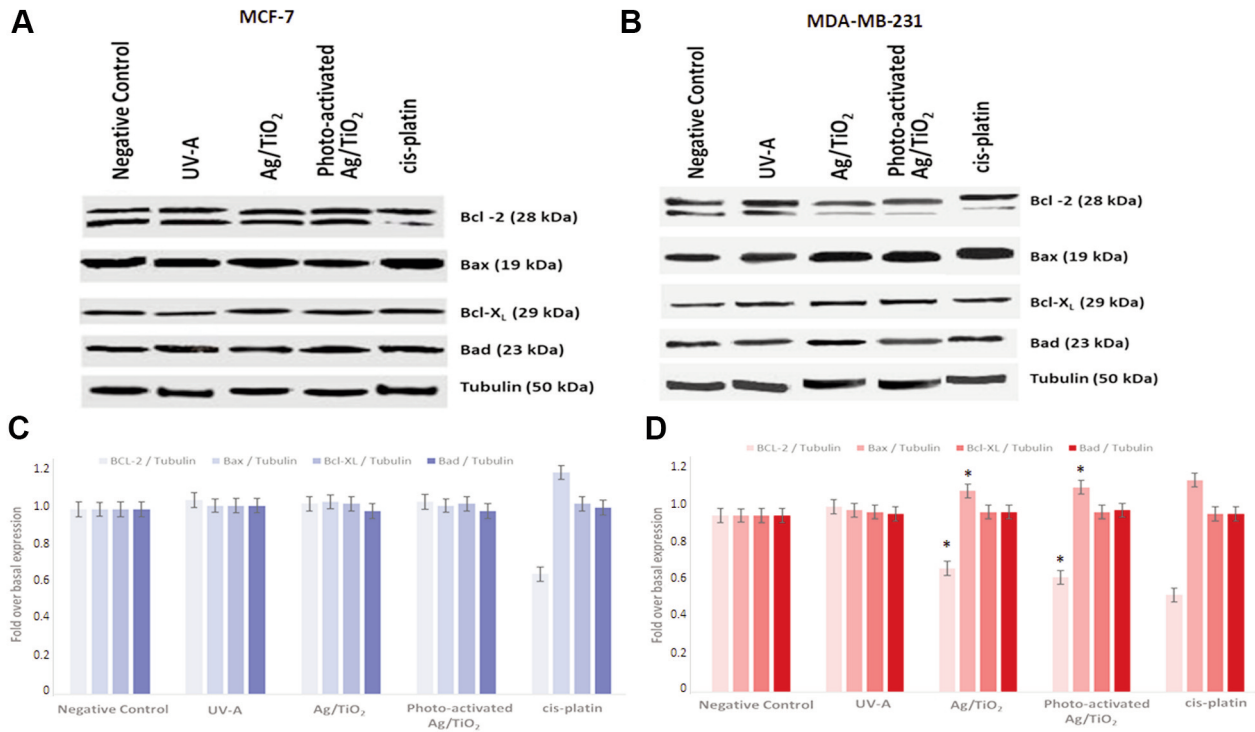 A
MCF-7
Negative Control
UV-A
Ag/TiO2
Photo-activated
Ag/TiO2
cis-platin
Bcl -2 (28 kDa)
Bax (19 kDa)
Bcl-XL (29 kDa)
Bad (23 kDa)
Tubulin (50 kDa)
B
MDA-MB-231
Negative Control
UV-A
Ag/TiO2
Photo-activated
Ag/TiO2
cis-platin
Bcl -2 (28 kDa)
Bax (19 kDa)
Bcl-XL (29 kDa)
Bad (23 kDa)
Tubulin (50 kDa)
C
BCL-2 / Tubulin Bax / Tubulin Bcl-XL / Tubulin Bad / Tubulin
Fold over basal expression
1.2
1.0
0.8
0.6
0.4
0.2
0
Negative Control UV-A Ag/TiO2 Photo-activated Ag/TiO2 cis-platin
D
BCL-2 / Tubulin Bax / Tubulin Bcl-XL / Tubulin Bad / Tubulin
Fold over basal expression
1.2
1.0
0.8
0.6
0.4
0.2
0
* * * *
Negative Control UV-A Ag/TiO2 Photo-activated Ag/TiO2 cis-platin